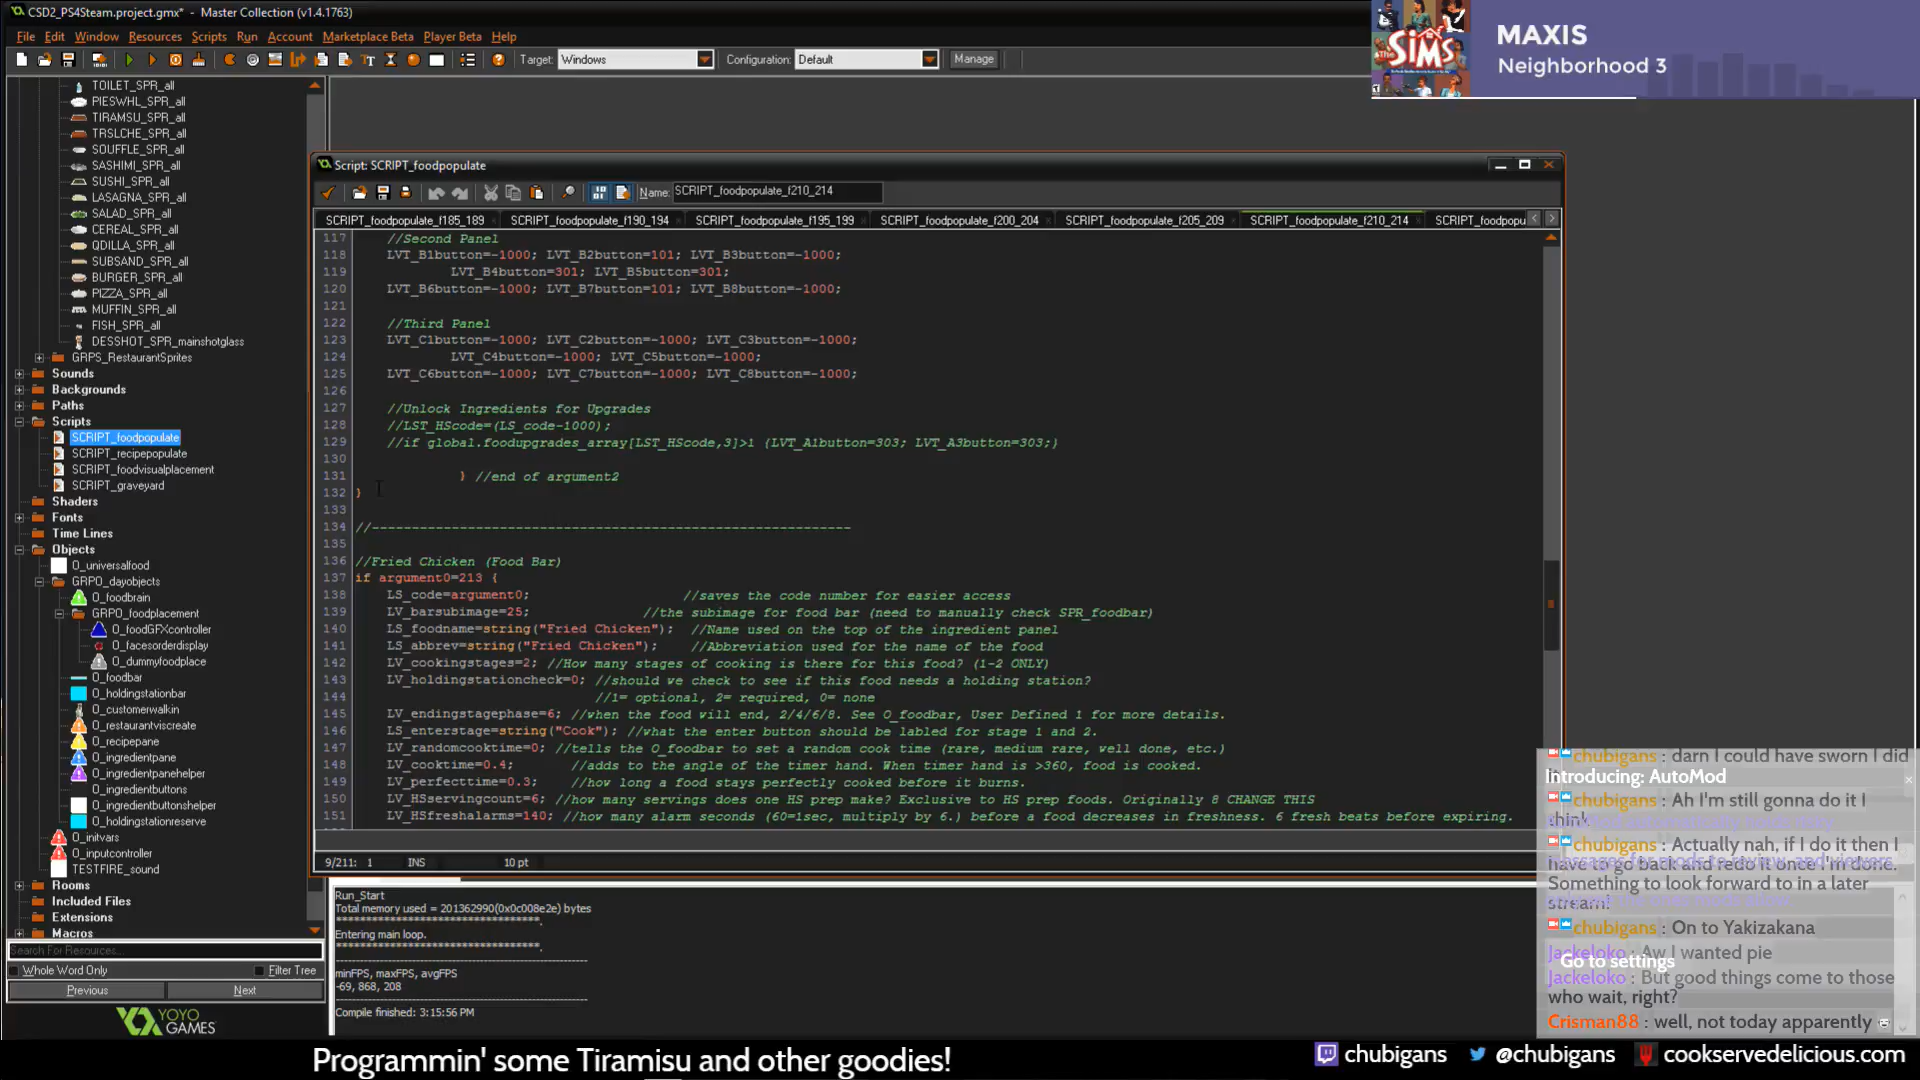 CSD2_PS4Steam.project.gmx* - Master Collection (v1.4.1763)
File Edit Window Resources Scripts Run Account Marketplace Beta Player Beta Help
Target: Windows Configuration: Default Manage
MAXIS
Neighborhood 3
The SIMS
TOILET_SPR_all
PIESWHL_SPR_all
TIRAMSU_SPR_all
TRSLCHE_SPR_all
SOUFFLE_SPR_all
SASHIMI_SPR_all
SUSHI_SPR_all
LASAGNA_SPR_all
SALAD_SPR_all
CEREAL_SPR_all
QDILLA_SPR_all
SUBSAND_SPR_all
BURGER_SPR_all
PIZZA_SPR_all
MUFFIN_SPR_all
FISH_SPR_all
DESSHOT_SPR_mainshotglass
GRPS_RestaurantSprites
Sounds
Backgrounds
Paths
Scripts
SCRIPT_foodpopulate
SCRIPT_recipepopulate
SCRIPT_foodvisualplacement
SCRIPT_graveyard
Shaders
Fonts
Time Lines
Objects
O_universalfood
GRPO_dayobjects
O_foodbrain
GRPO_foodplacement
O_foodGFXcontroller
O_facesorderdisplay
O_dummyfoodplace
O_foodbar
O_holdingstationbar
O_customerwalkin
O_restaurantviscreate
O_recipepane
O_ingredientpane
O_ingredientpanehelper
O_ingredientbuttons
O_ingredientbuttonshelper
O_holdingstationreserve
O_initvars
O_inputcontroller
TESTFIRE_sound
Rooms
Included Files
Extensions
Macros
Search For Resources...
Whole Word Only Filter Tree
Previous Next
YOYO
GAMES
Script: SCRIPT_foodpopulate
Name: SCRIPT_foodpopulate_f210_214
SCRIPT_foodpopulate_f185_189 SCRIPT_foodpopulate_f190_194 SCRIPT_foodpopulate_f195_199 SCRIPT_foodpopulate_f200_204 SCRIPT_foodpopulate_f205_209 SCRIPT_foodpopulate_f210_214 SCRIPT_foodpopu
117 //Second Panel
118 LVT_B1button=-1000; LVT_B2button=101; LVT_B3button=-1000;
119 LVT_B4button=301; LVT_B5button=301;
120 LVT_B6button=-1000; LVT_B7button=101; LVT_B8button=-1000;
121
122 //Third Panel
123 LVT_C1button=-1000; LVT_C2button=-1000; LVT_C3button=-1000;
124 LVT_C4button=-1000; LVT_C5button=-1000;
125 LVT_C6button=-1000; LVT_C7button=-1000; LVT_C8button=-1000;
126
127 //Unlock Ingredients for Upgrades
128 //LST_HScode=(LS_code-1000);
129 //if global.foodupgrades_array[LST_HScode,3]>1 {LVT_A1button=303; LVT_A3button=303;}
130
131 } //end of argument2
132 }
133
134 //------------------------------------------------------------
135
136 //Fried Chicken (Food Bar)
137 if argument0=213 {
138 LS_code=argument0; //saves the code number for easier access
139 LV_barsubimage=25; //the subimage for food bar (need to manually check SPR_foodbar)
140 LS_foodname=string("Fried Chicken"); //Name used on the top of the ingredient panel
141 LS_abbrev=string("Fried Chicken"); //Abbreviation used for the name of the food
142 LV_cookingstages=2; //How many stages of cooking is there for this food? (1-2 ONLY)
143 LV_holdingstationcheck=0; //should we check to see if this food needs a holding station?
144 //1= optional, 2= required, 0= none
145 LV_endingstagephase=6; //when the food will end, 2/4/6/8. See O_foodbar, User Defined 1 for more details.
146 LS_enterstage=string("Cook"); //what the enter button should be labled for stage 1 and 2.
147 LV_randomcooktime=0; //tells the O_foodbar to set a random cook time (rare, medium rare, well done, etc.)
148 LV_cooktime=0.4; //adds to the angle of the timer hand. When timer hand is >360, food is cooked.
149 LV_perfecttime=0.3; //how long a food stays perfectly cooked before it burns.
150 LV_HSservingcount=6; //how many servings does one HS prep make? Exclusive to HS prep foods. Originally 8 CHANGE THIS
151 LV_HSfreshalarms=140; //how many alarm seconds (60=1sec, multiply by 6.) before a food decreases in freshness. 6 fresh beats before expiring.
9/211: 1 INS 10 pt
Run_Start
Total memory used = 201362990(0x0c008e2e) bytes
Entering main loop.
minFPS, maxFPS, avgFPS
-69, 868, 208
Compile finished: 3:15:56 PM
chubigans : darn I could have sworn I did
Introducing: AutoMod
chubigans : Ah I'm still gonna do it I
think
chubigans : Actually nah, if I do it then I
have to go back and redo it once I'm done.
Something to look forward to in a later
stream!
chubigans : On to Yakizakana
Jackeloko : Aw I wanted pie
Go to settings
Jackeloko : But good things come to those
who wait, right?
Crisman88 : well, not today apparently
Programmin' some Tiramisu and other goodies!
chubigans @chubigans cookservedelicious.com